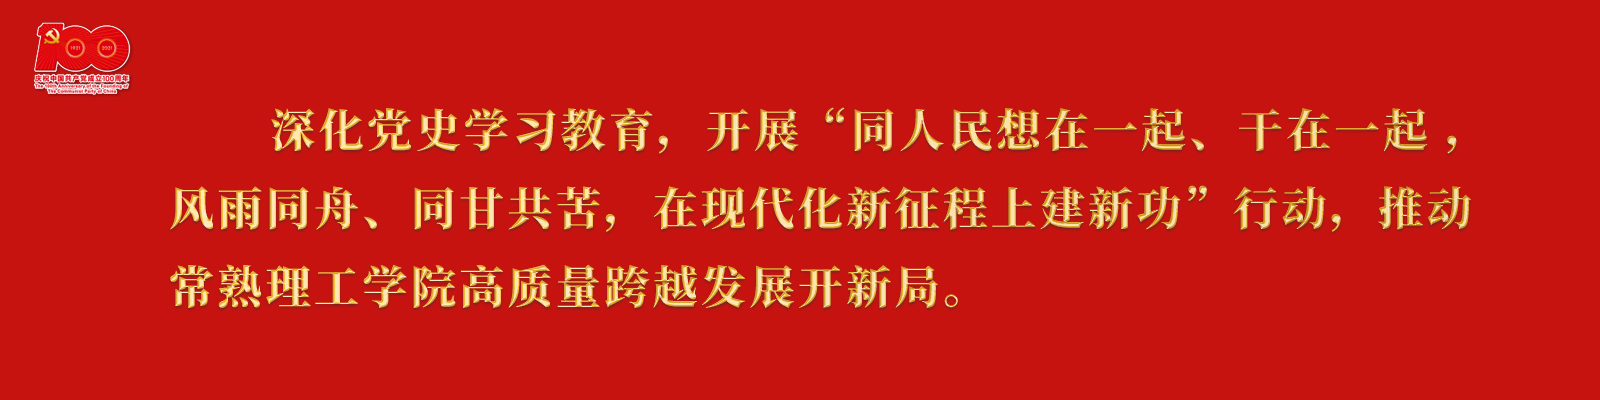 1921
2021
庆祝中国共产党成立100周年
The 100th Anniversary of the Founding of
The Communist Party of China
深化党史学习教育，开展“同人民想在一起、干在一起，
风雨同舟、同甘共苦，在现代化新征程上建新功”行动，推动
常熟理工学院高质量跨越发展开新局。